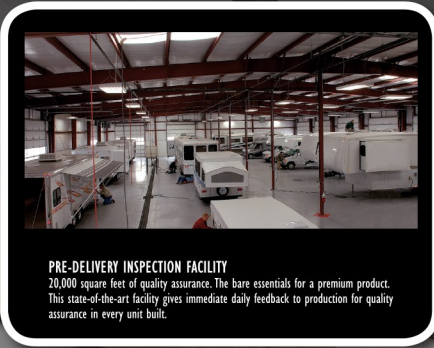 PRE-DELIVERY INSPECTION FACILITY
20,000 square feet of quality assurance. The bare essentials for a premium product.
This state-of-the-art facility gives immediate daily feedback to production for quality
assurance in every unit built.